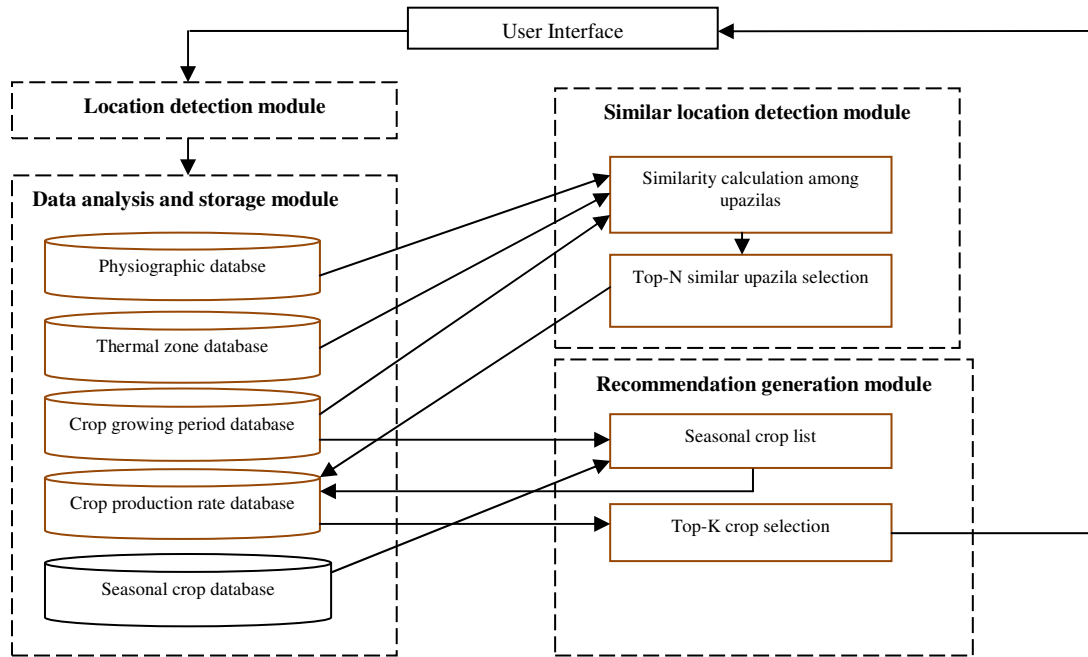 User Interface
Location detection module
Data analysis and storage module
Physiographic databse
Thermal zone database
Crop growing period database
Crop production rate database
Seasonal crop database
Similar location detection module
Similarity calculation among
upazilas
Top-N similar upazila selection
Recommendation generation module
Seasonal crop list
Top-K crop selection